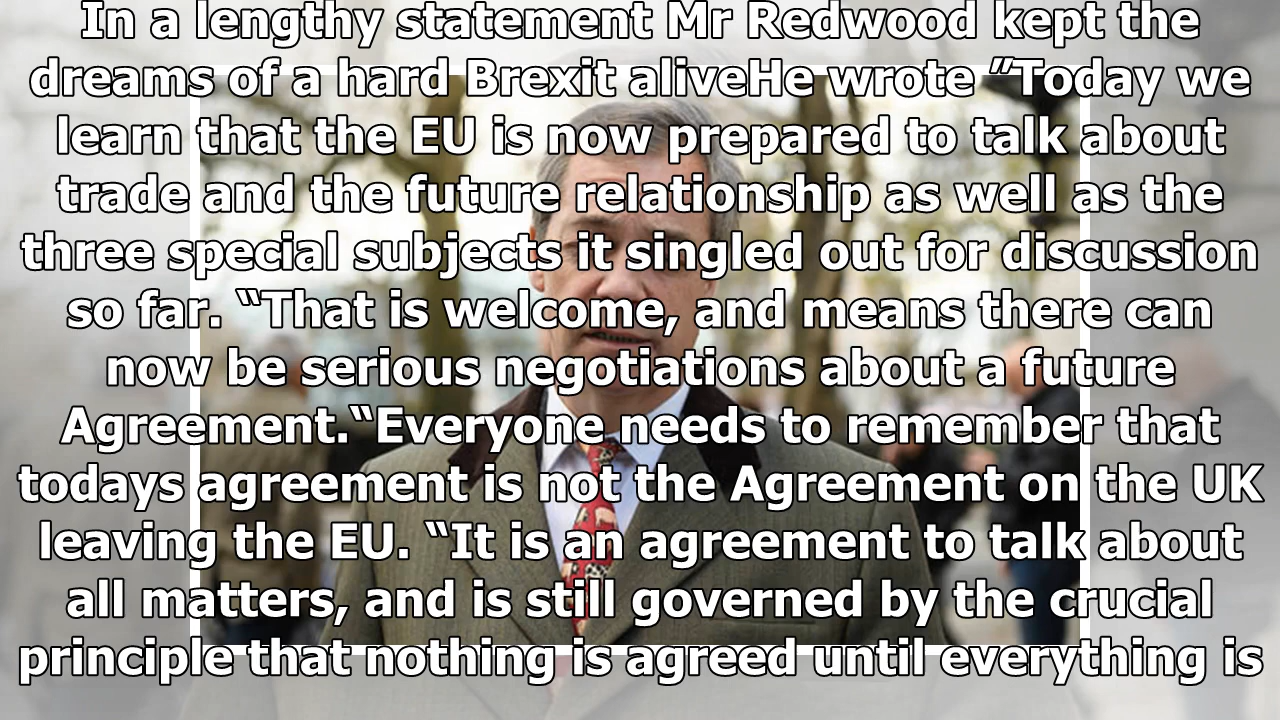 In a lengthy statement Mr Redwood kept the
dreams of a hard Brexit aliveHe wrote ”Today we
learn that the EU is now prepared to talk about
trade and the future relationship as well as the
three special subjects it singled out for discussion
so far. “That is welcome, and means there can
now be serious negotiations about a future
Agreement.“Everyone needs to remember that
todays agreement is not the Agreement on the UK
leaving the EU. “It is an agreement to talk about
all matters, and is still governed by the crucial
principle that nothing is agreed until everything is